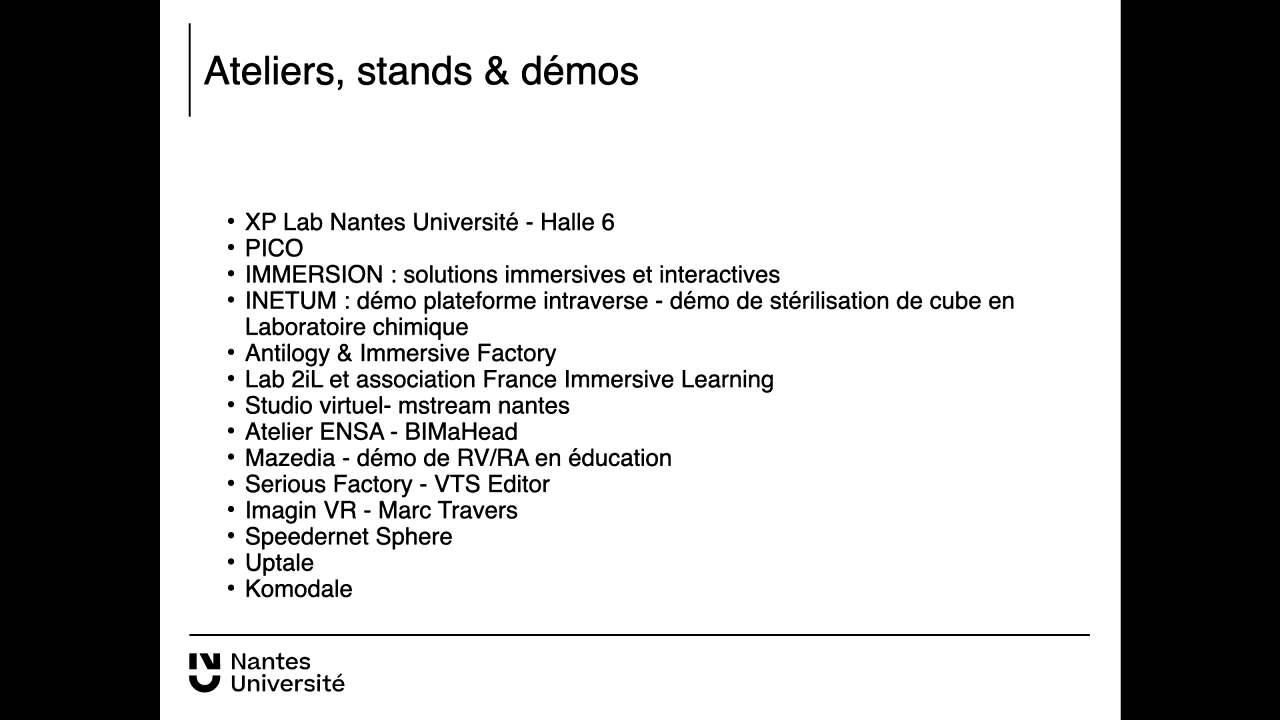 Ateliers, stands & démos
• XP Lab Nantes Université - Halle 6
• PICO
• IMMERSION : solutions immersives et interactives
• INETUM : démo plateforme intraverse - démo de stérilisation de cube en
Laboratoire chimique
• Antilogy & Immersive Factory
• Lab 2iL et association France Immersive Learning
• Studio virtuel- mstream nantes
• Atelier ENSA - BIMaHead
• Mazedia - démo de RV/RA en éducation
• Serious Factory - VTS Editor
• Imagin VR - Marc Travers
• Speedernet Sphere
• Uptale
• Komodale
Nantes
Université